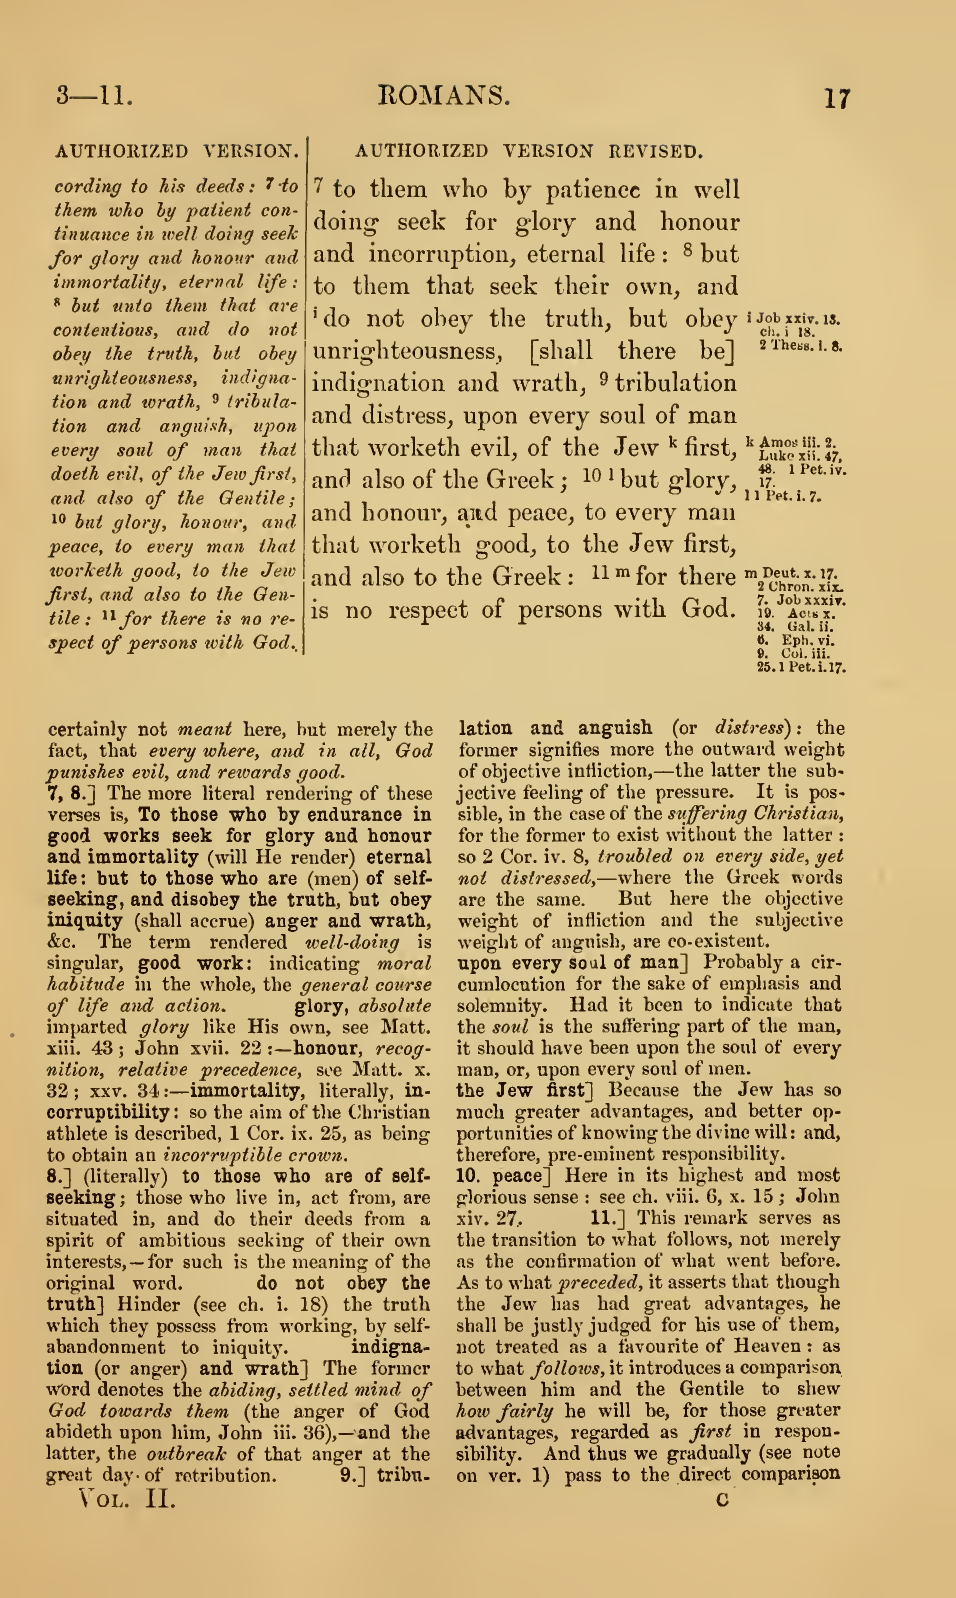 3—11.
ROMANS.
17
AUTHORIZED VERSION.
cording to his deeds: 7 to
them who by patient con-
tinuance in well doing seek
for glory and honour and
immortality, eternal life:
8 but unto them that are
contentious, and do not
obey the truth, but obey
unrighteousness, indigna-
tion and wrath, 9 tribula-
tion and anguish, upon
every soul of man that
doeth evil, of the Jew first,
and also of the Gentile;
10 but glory, honour, and
peace, to every man that
worketh good, to the Jew
first, and also to the Gen-
tile: 11 for there is no re-
spect of persons with God.
AUTHORIZED VERSION REVISED.
7 to them who by patience in well
doing seek for glory and honour
and incorruption, eternal life: 8 but
to them that seek their own, and
i do not obey the truth, but obey
unrighteousness, [shall there be]
indignation and wrath, 9 tribulation
and distress, upon every soul of man
that worketh evil, of the Jew k first,
and also of the Greek; 10 l but glory,
and honour, and peace, to every man
that worketh good, to the Jew first,
and also to the Greek: 11 m for there
is no respect of persons with God.
i Job xxiv. 13.
ch. i 18.
2 Thess. i. 8.
k Amos iii. 2.
Luke xii. 47,
48. 1 Pet. iv.
17.
l 1 Pet. i. 7.
m Deut. x. 17.
2 Chron. xix.
7. Job xxxiv.
19. Acts x.
34. Gal. ii.
6. Eph. vi.
9. Col. iii.
25. 1 Pet. i. 17.
certainly not meant here, but merely the
fact, that every where, and in all, God
punishes evil, and rewards good.
7, 8.] The more literal rendering of these
verses is, To those who by endurance in
good works seek for glory and honour
and immortality (will He render) eternal
life: but to those who are (men) of self-
seeking, and disobey the truth, but obey
iniquity (shall accrue) anger and wrath,
&c. The term rendered well-doing is
singular, good work: indicating moral
habitude in the whole, the general course
of life and action. glory, absolute
imparted glory like His own, see Matt.
xiii. 43; John xvii. 22:—honour, recog-
nition, relative precedence, see Matt. x.
32; xxv. 34:—immortality, literally, in-
corruptibility: so the aim of the Christian
athlete is described, 1 Cor. ix. 25, as being
to obtain an incorruptible crown.
8.] (literally) to those who are of self-
seeking; those who live in, act from, are
situated in, and do their deeds from a
spirit of ambitious seeking of their own
interests,—for such is the meaning of the
original word. do not obey the
truth] Hinder (see ch. i. 18) the truth
which they possess from working, by self-
abandonment to iniquity. indigna-
tion (or anger) and wrath] The former
word denotes the abiding, settled mind of
God towards them (the anger of God
abideth upon him, John iii. 36),—and the
latter, the outbreak of that anger at the
great day of retribution. 9.] tribu-
lation and anguish (or distress): the
former signifies more the outward weight
of objective infliction,—the latter the sub-
jective feeling of the pressure. It is pos-
sible, in the case of the suffering Christian,
for the former to exist without the latter:
so 2 Cor. iv. 8, troubled on every side, yet
not distressed,—where the Greek words
are the same. But here the objective
weight of infliction and the subjective
weight of anguish, are co-existent.
upon every soul of man] Probably a cir-
cumlocution for the sake of emphasis and
solemnity. Had it been to indicate that
the soul is the suffering part of the man,
it should have been upon the soul of every
man, or, upon every soul of men.
the Jew first] Because the Jew has so
much greater advantages, and better op-
portunities of knowing the divine will: and,
therefore, pre-eminent responsibility.
10. peace] Here in its highest and most
glorious sense: see ch. viii. 6, x. 15; John
xiv. 27. 11.] This remark serves as
the transition to what follows, not merely
as the confirmation of what went before.
As to what preceded, it asserts that though
the Jew has had great advantages, he
shall be justly judged for his use of them,
not treated as a favourite of Heaven: as
to what follows, it introduces a comparison
between him and the Gentile to shew
how fairly he will be, for those greater
advantages, regarded as first in respon-
sibility. And thus we gradually (see note
on ver. 1) pass to the direct comparison
VOL. II.
C